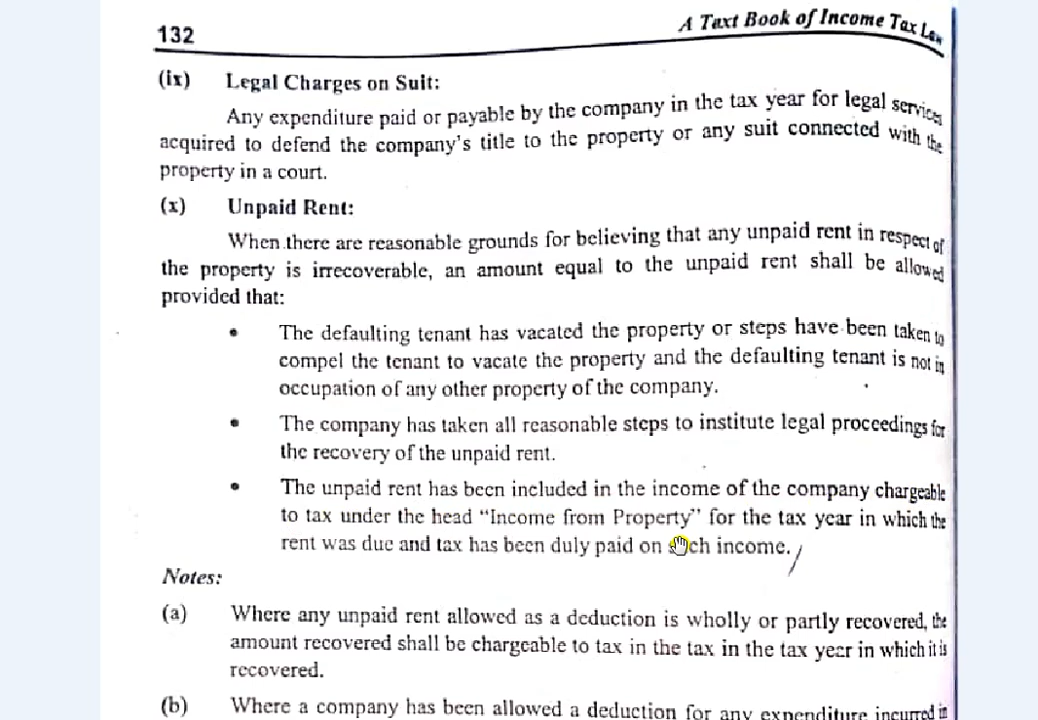 132
A Taxt Book of Income Tax Law
(ix) Legal Charges on Suit:
Any expenditure paid or payable by the company in the tax year for legal services
acquired to defend the company's title to the property or any suit connected with the
property in a court.
(x) Unpaid Rent:
When there are reasonable grounds for believing that any unpaid rent in respect of
the property is irrecoverable, an amount equal to the unpaid rent shall be allowed
provided that:
• The defaulting tenant has vacated the property or steps have been taken to
compel the tenant to vacate the property and the defaulting tenant is not in
occupation of any other property of the company.
• The company has taken all reasonable steps to institute legal proceedings for
the recovery of the unpaid rent.
• The unpaid rent has been included in the income of the company chargeable
to tax under the head "Income from Property" for the tax year in which the
rent was due and tax has been duly paid on such income.
Notes:
(a) Where any unpaid rent allowed as a deduction is wholly or partly recovered, the
amount recovered shall be chargeable to tax in the tax in the tax year in which it is
recovered.
(b) Where a company has been allowed a deduction for any expenditure incurred in